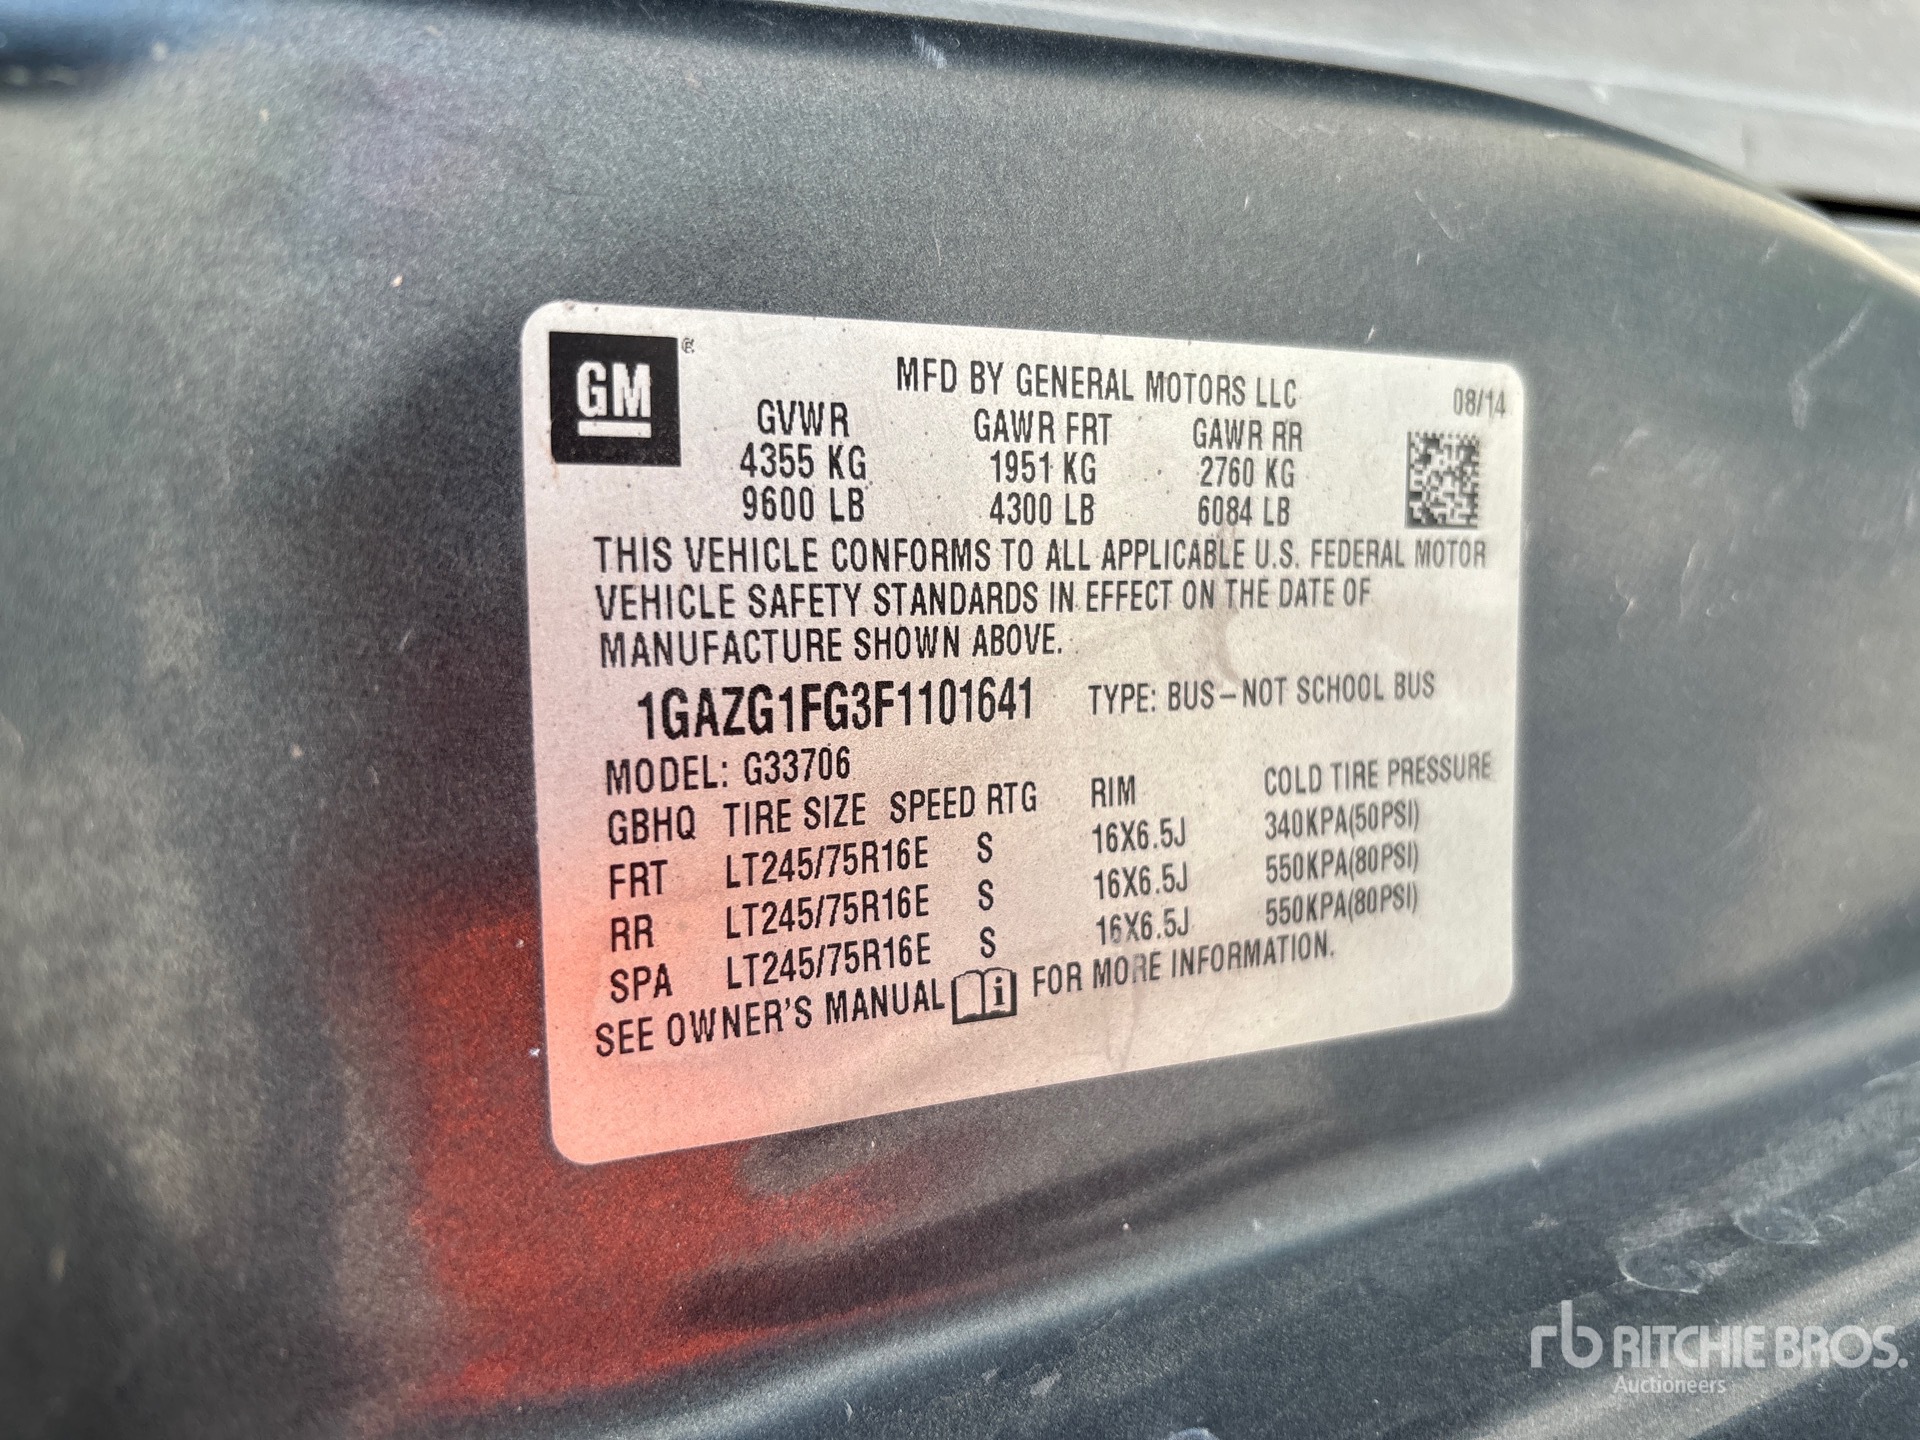 GM
MFD BY GENERAL MOTORS LLC
08/14
GVWR GAWR FRT GAWR RR
4355 KG 1951 KG 2760 KG
9600 LB 4300 LB 6084 LB
THIS VEHICLE CONFORMS TO ALL APPLICABLE U.S. FEDERAL MOTOR
VEHICLE SAFETY STANDARDS IN EFFECT ON THE DATE OF
MANUFACTURE SHOWN ABOVE.
1GAZG1FG3F1101641 TYPE: BUS-NOT SCHOOL BUS
MODEL: G33706
GBHQ TIRE SIZE SPEED RTG RIM COLD TIRE PRESSURE
FRT LT245/75R16E S 16X6.5J 340KPA(50PSI)
RR LT245/75R16E S 16X6.5J 550KPA(80PSI)
SPA LT245/75R16E S 16X6.5J 550KPA(80PSI)
SEE OWNER'S MANUAL i FOR MORE INFORMATION.
rb RITCHIE BROS.
Auctioneers